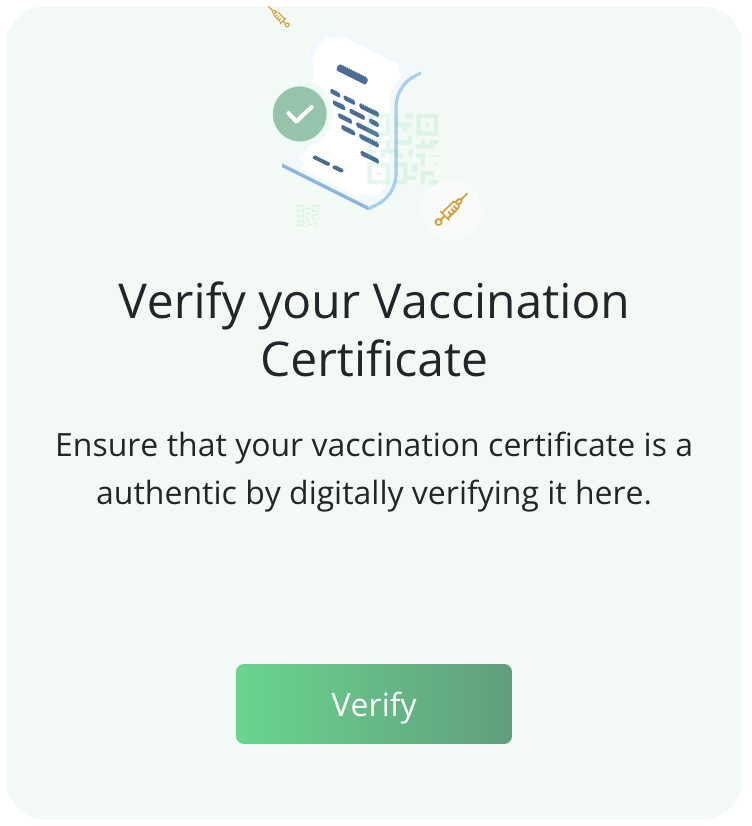 Verify your Vaccination
Certificate
Ensure that your vaccination certificate is a
authentic by digitally verifying it here.
Verify